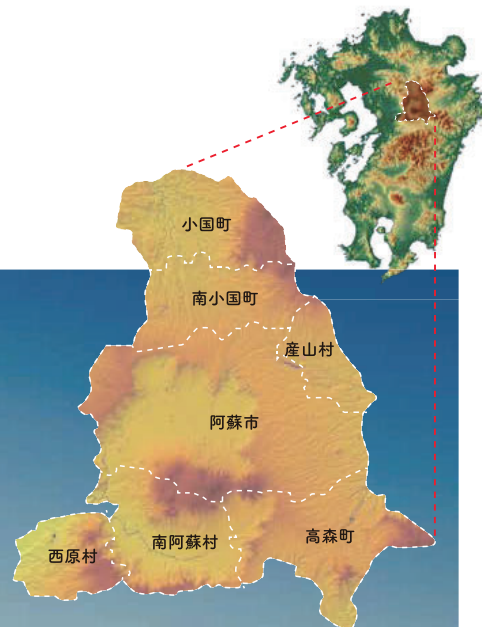 小国町
南小国町
産山村
阿蘇市
高森町
南阿蘇村
西原村